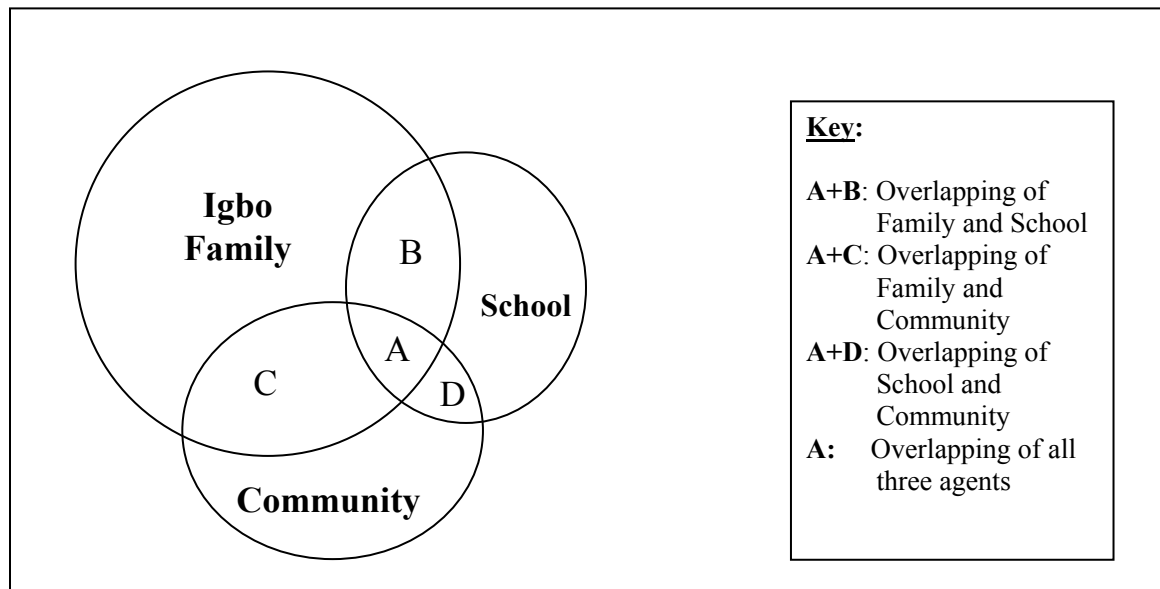 Igbo
Family
B
School
A
C
D
Community
Key:
A+B: Overlapping of
Family and School
A+C: Overlapping of
Family and
Community
A+D: Overlapping of
School and
Community
A: Overlapping of all
three agents